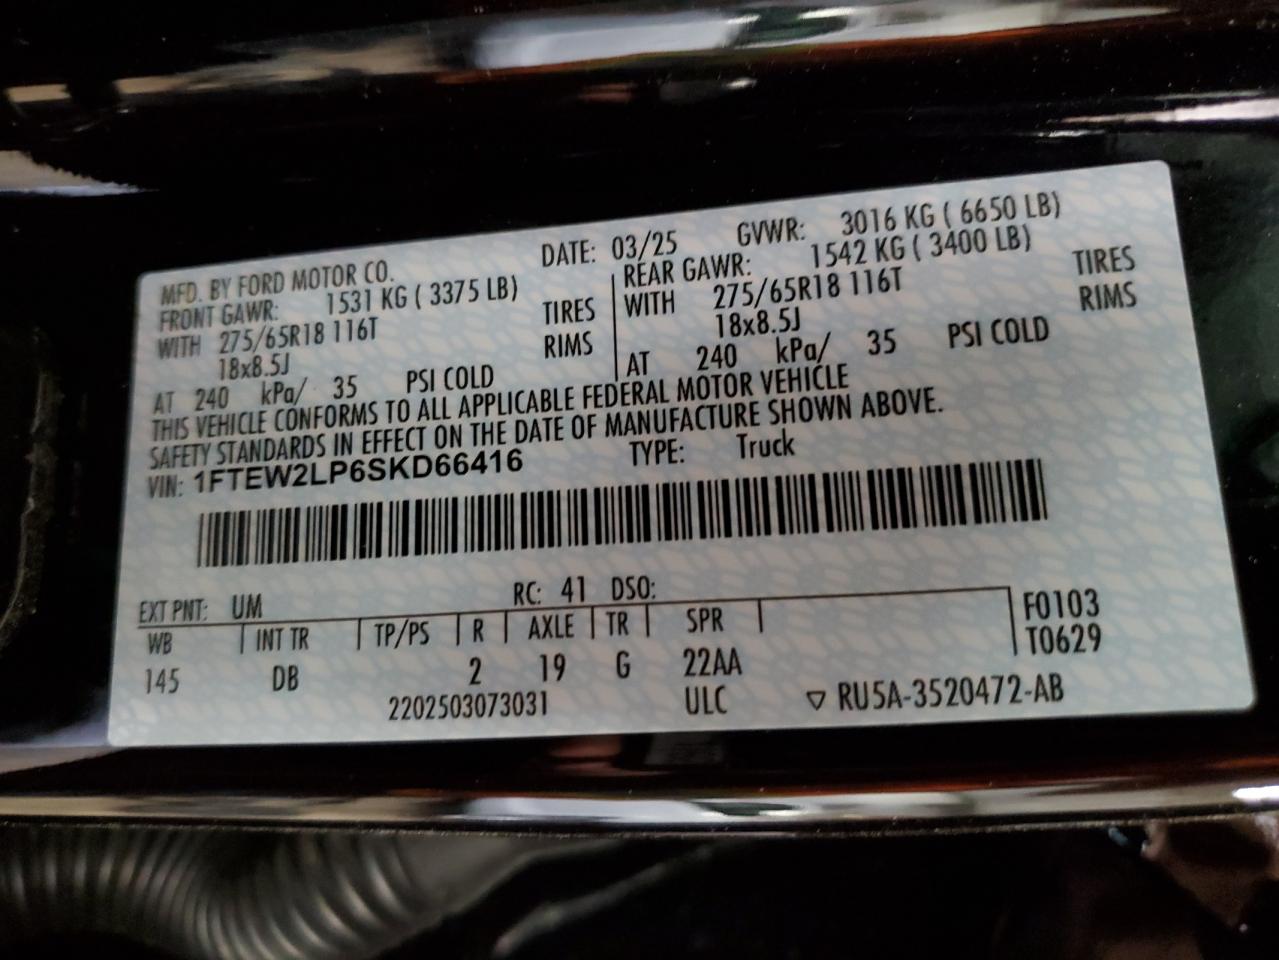 MFD. BY FORD MOTOR CO. DATE: 03/25 GVWR: 3016 KG ( 6650 LB)
FRONT GAWR: 1531 KG ( 3375 LB) REAR GAWR: 1542 KG ( 3400 LB)
WITH 275/65R18 116T TIRES WITH 275/65R18 116T TIRES
18x8.5J RIMS 18x8.5J RIMS
AT 240 kPa/ 35 PSI COLD AT 240 kPa/ 35 PSI COLD
THIS VEHICLE CONFORMS TO ALL APPLICABLE FEDERAL MOTOR VEHICLE
SAFETY STANDARDS IN EFFECT ON THE DATE OF MANUFACTURE SHOWN ABOVE.
VIN: 1FTEW2LP6SKD66416 TYPE: Truck
EXT PNT: UM RC: 41 DSO: F0103
WB INT TR TP/PS R AXLE TR SPR T0629
145 DB 2 19 G 22AA
2202503073031 ULC ▽ RU5A-3520472-AB